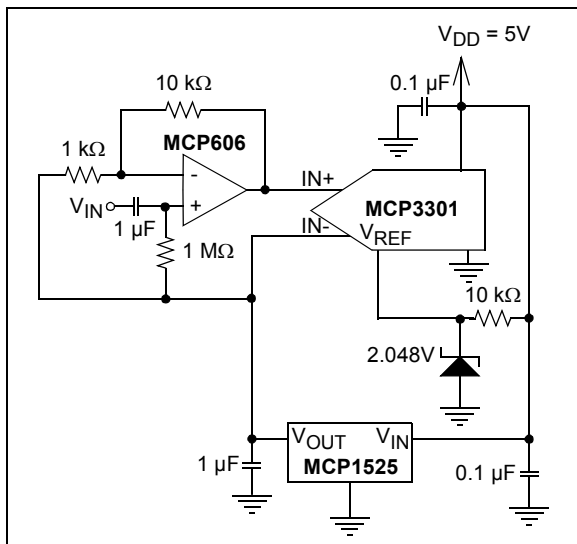 V_DD = 5V
0.1 µF
10 kΩ
MCP606
1 kΩ
-
+
V_IN
1 µF
1 MΩ
IN+
IN-
MCP3301
V_REF
10 kΩ
2.048V
V_OUT V_IN
MCP1525
1 µF
0.1 µF